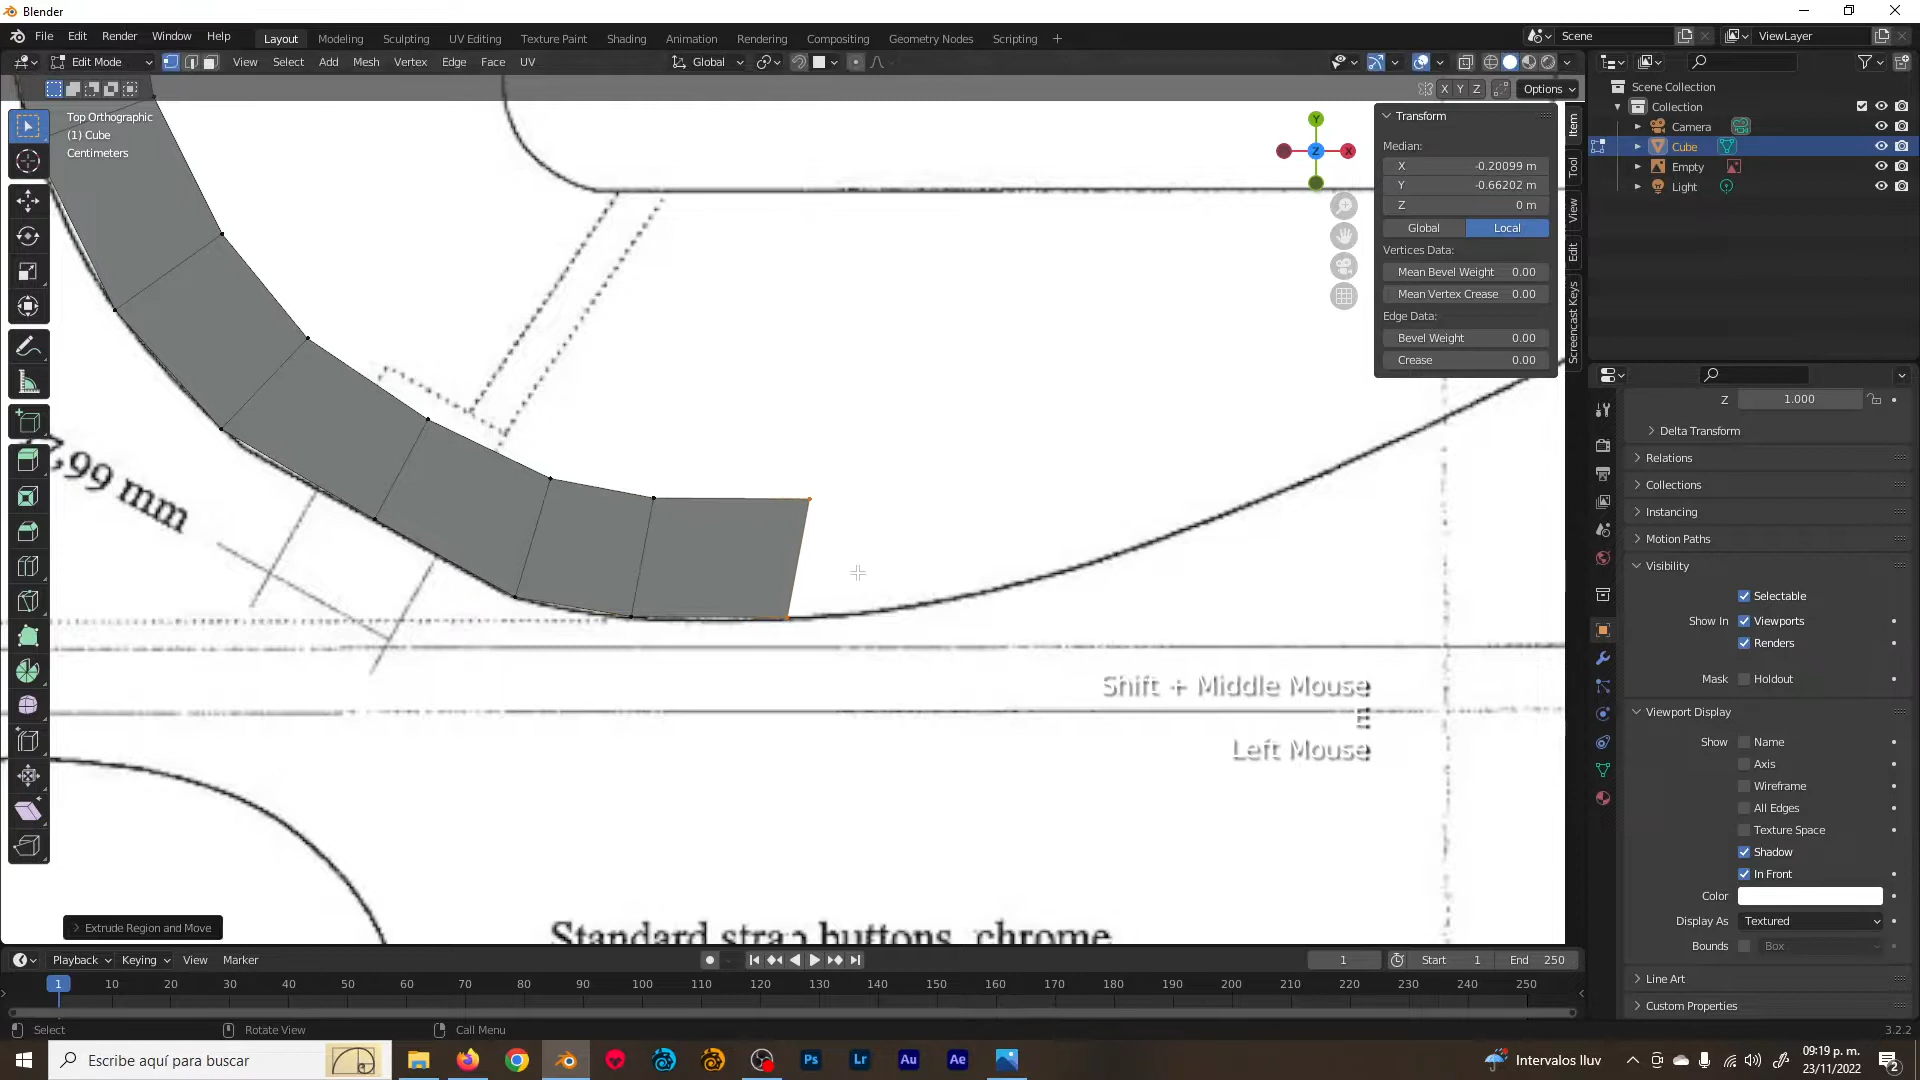 Blender
File Edit Render Window Help
Layout Modeling Sculpting UV Editing Texture Paint Shading Animation Rendering Compositing Geometry Nodes Scripting +
Scene
ViewLayer
Edit Mode View Select Add Mesh Vertex Edge Face UV
Global
X Y Z Options
Top Orthographic
(1) Cube
Centimeters
Y
Z
X
Transform
Median:
X -0.20099 m
Y -0.66202 m
Z 0 m
Global Local
Vertices Data:
Mean Bevel Weight 0.00
Mean Vertex Crease 0.00
Edge Data:
Bevel Weight 0.00
Crease 0.00
Item
Tool
View
Edit
Screencast Keys
Scene Collection
Collection
Camera
Cube
Empty
Light
Z 1.000
Delta Transform
Relations
Collections
Instancing
Motion Paths
Visibility
Selectable
Show In Viewports
Renders
Mask Holdout
Viewport Display
Show Name
Axis
Wireframe
All Edges
Texture Space
Shadow
In Front
Color
Display As Textured
Bounds Box
Line Art
Custom Properties
,99 mm
Shift + Middle Mouse
E
Left Mouse
Standard strap buttons, chrome
Extrude Region and Move
Playback Keying View Marker
1 Start 1 End 250
1 10 20 30 40 50 60 70 80 90 100 110 120 130 140 150 160 170 180 190 200 210 220 230 240 250
Select Rotate View Call Menu
3.2.2
Escribe aquí para buscar
Ps Lr Au Ae
Intervalos lluv
09:19 p. m.
23/11/2022
2